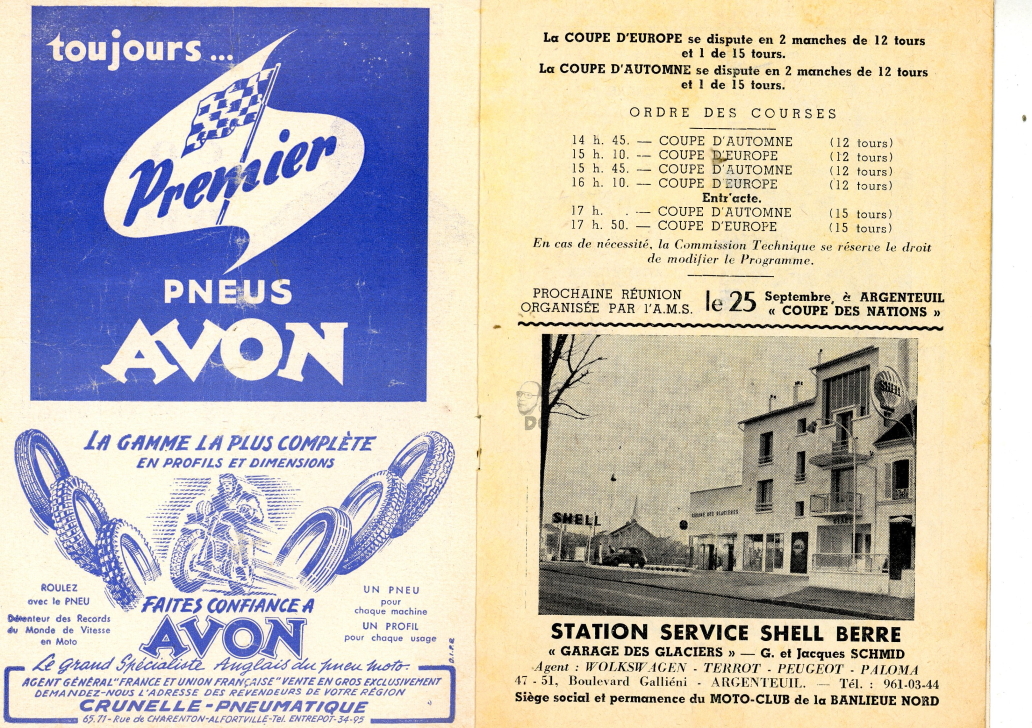 toujours...
Premier
PNEUS
AVON
LA GAMME LA PLUS COMPLÈTE
EN PROFILS ET DIMENSIONS
ROULEZ
avec le PNEU
Détenteur des Records
du Monde de Vitesse
en Moto
UN PNEU
pour
chaque machine
UN PROFIL
pour chaque usage
FAITES CONFIANCE A
AVON
D.I.P.R.
Le grand Spécialiste Anglais du pneu moto.
AGENT GÉNÉRAL "FRANCE ET UNION FRANÇAISE" VENTE EN GROS EXCLUSIVEMENT
DEMANDEZ-NOUS L'ADRESSE DES REVENDEURS DE VOTRE RÉGION
CRUNELLE-PNEUMATIQUE
65.71-Rue de CHARENTON-ALFORTVILLE-Tel. ENTREPOT-34-95
La COUPE D'EUROPE se dispute en 2 manches de 12 tours
et 1 de 15 tours.
La COUPE D'AUTOMNE se dispute en 2 manches de 12 tours
et 1 de 15 tours.
ORDRE DES COURSES
14 h. 45. — COUPE D'AUTOMNE (12 tours)
15 h. 10. — COUPE D'EUROPE (12 tours)
15 h. 45. — COUPE D'AUTOMNE (12 tours)
16 h. 10. — COUPE D'EUROPE (12 tours)
Entr'acte.
17 h. . — COUPE D'AUTOMNE (15 tours)
17 h. 50. — COUPE D'EUROPE (15 tours)
En cas de nécessité, la Commission Technique se réserve le droit
de modifier le Programme.
PROCHAINE RÉUNION
ORGANISÉE PAR l'A.M.S. le 25 Septembre, à ARGENTEUIL
« COUPE DES NATIONS »
SHELL
SHELL
GARAGE DES GLACIÈRES
DO
STATION SERVICE SHELL BERRE
« GARAGE DES GLACIERS » — G. et Jacques SCHMID
Agent : WOLKSWAGEN - TERROT - PEUGEOT - PALOMA
47 - 51, Boulevard Galliéni - ARGENTEUIL. — Tél. : 961-03-44
Siège social et permanence du MOTO-CLUB de la BANLIEUE NORD